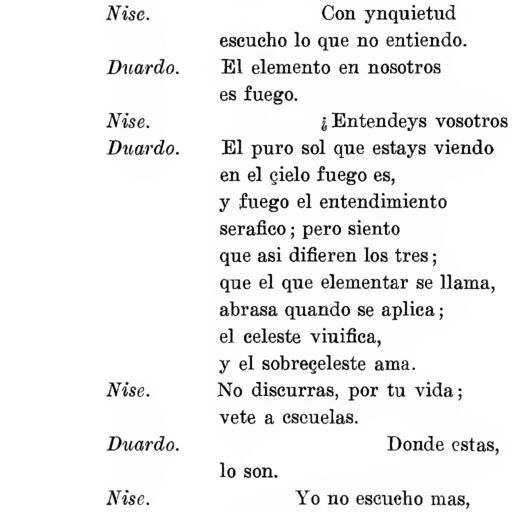 Nise. Con ynquietud
escucho lo que no entiendo.
Duardo. El elemento en nosotros
es fuego.
Nise. ¿Entendeys vosotros
Duardo. El puro sol que estays viendo
en el çielo fuego es,
y fuego el entendimiento
serafico; pero siento
que asi difieren los tres;
que el que elementar se llama,
abrasa quando se aplica;
el celeste viuifica,
y el sobreçeleste ama.
Nise. No discurras, por tu vida;
vete a escuelas.
Duardo. Donde estas,
lo son.
Nise. Yo no escucho mas,